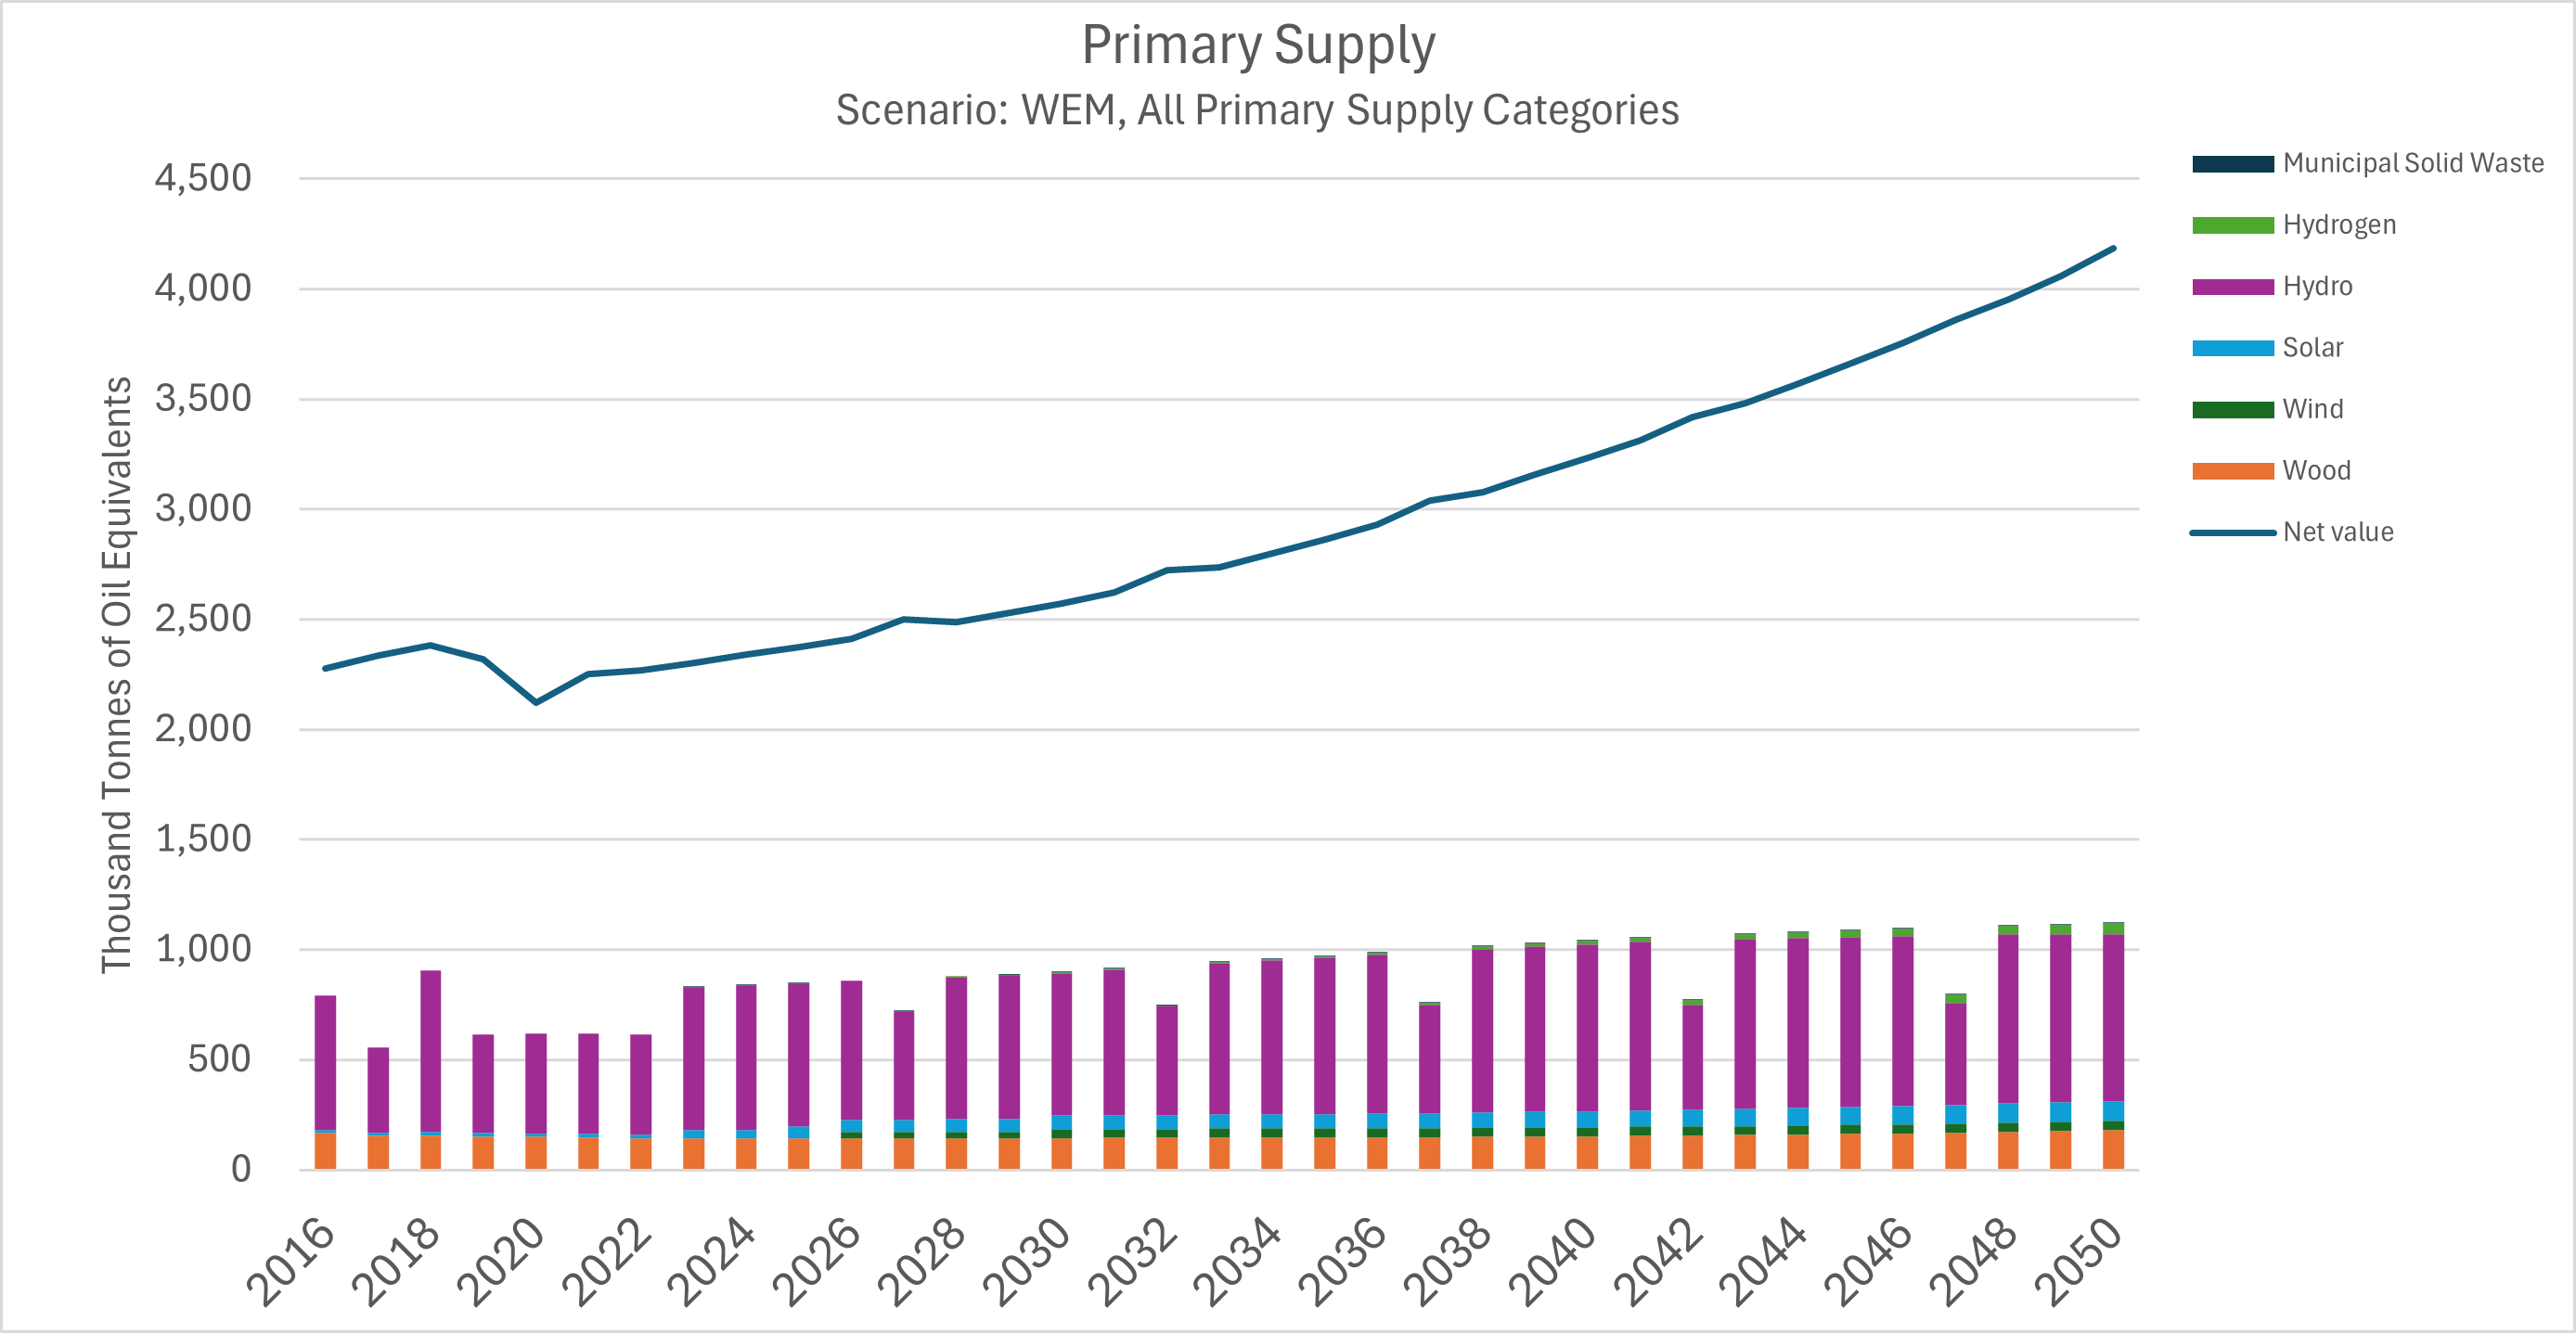 Primary Supply
Scenario: WEM, All Primary Supply Categories
Thousand Tonnes of Oil Equivalents
4,500
4,000
3,500
3,000
2,500
2,000
1,500
1,000
500
0
2016
2018
2020
2022
2024
2026
2028
2030
2032
2034
2036
2038
2040
2042
2044
2046
2048
2050
Municipal Solid Waste
Hydrogen
Hydro
Solar
Wind
Wood
Net value